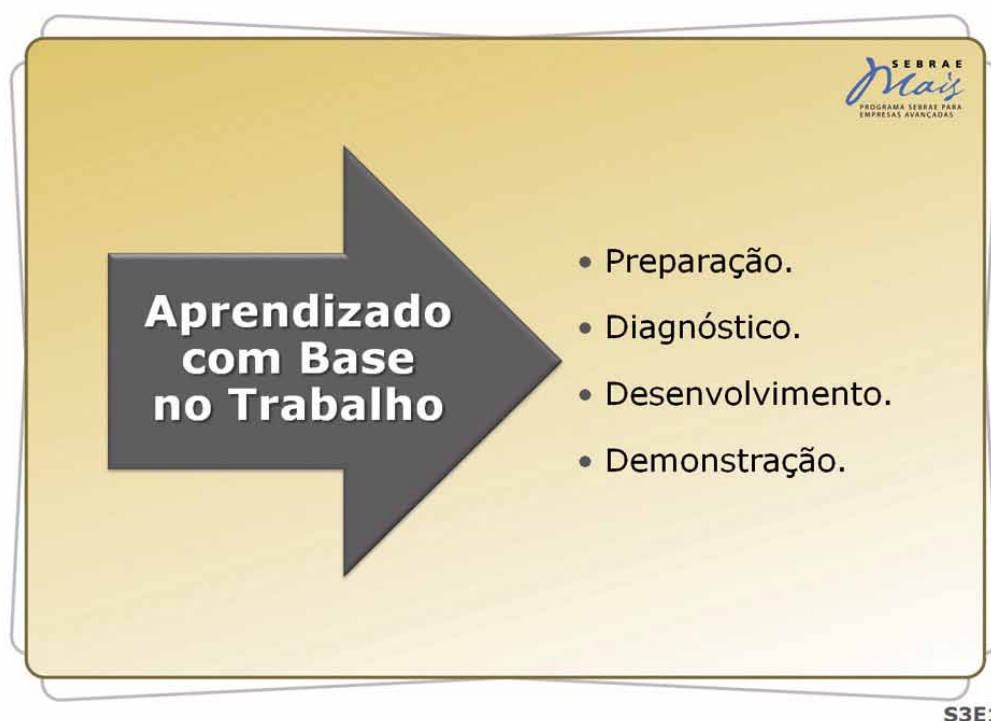 SEBRAE
Mais
PROGRAMA SEBRAE PARA
EMPRESAS AVANÇADAS
Aprendizado
com Base
no Trabalho
• Preparação.
• Diagnóstico.
• Desenvolvimento.
• Demonstração.